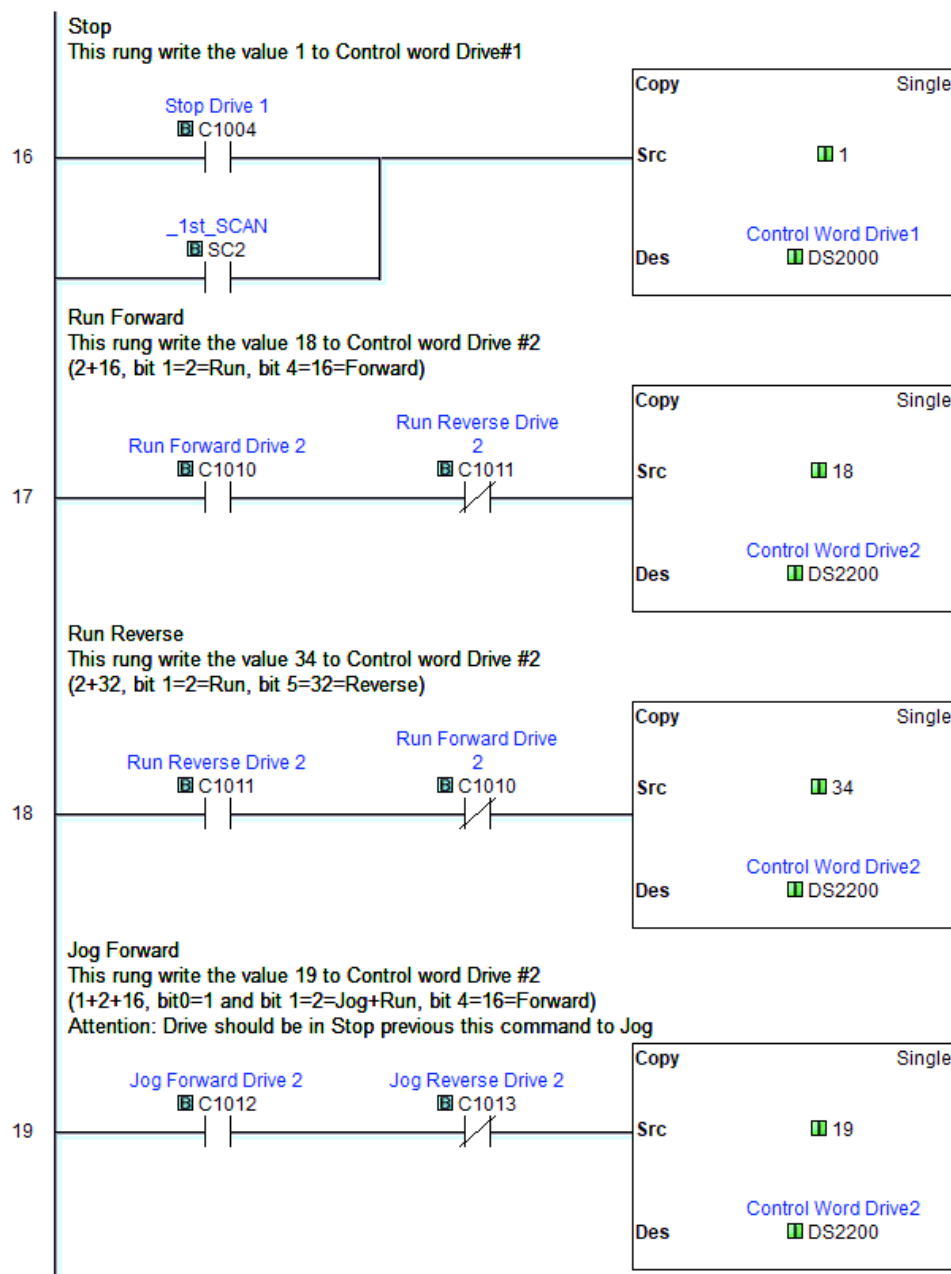 Stop
This rung write the value 1 to Control word Drive#1
Copy Single
Stop Drive 1
C1004
16
Src 1
_1st_SCAN
SC2
Control Word Drive1
Des DS2000
Run Forward
This rung write the value 18 to Control word Drive #2
(2+16, bit 1=2=Run, bit 4=16=Forward)
Copy Single
Run Forward Drive 2
C1010
Run Reverse Drive
2
C1011
17
Src 18
Control Word Drive2
Des DS2200
Run Reverse
This rung write the value 34 to Control word Drive #2
(2+32, bit 1=2=Run, bit 5=32=Reverse)
Copy Single
Run Reverse Drive 2
C1011
Run Forward Drive
2
C1010
18
Src 34
Control Word Drive2
Des DS2200
Jog Forward
This rung write the value 19 to Control word Drive #2
(1+2+16, bit0=1 and bit 1=2=Jog+Run, bit 4=16=Forward)
Attention: Drive should be in Stop previous this command to Jog
Copy Single
Jog Forward Drive 2
C1012
Jog Reverse Drive 2
C1013
19
Src 19
Control Word Drive2
Des DS2200